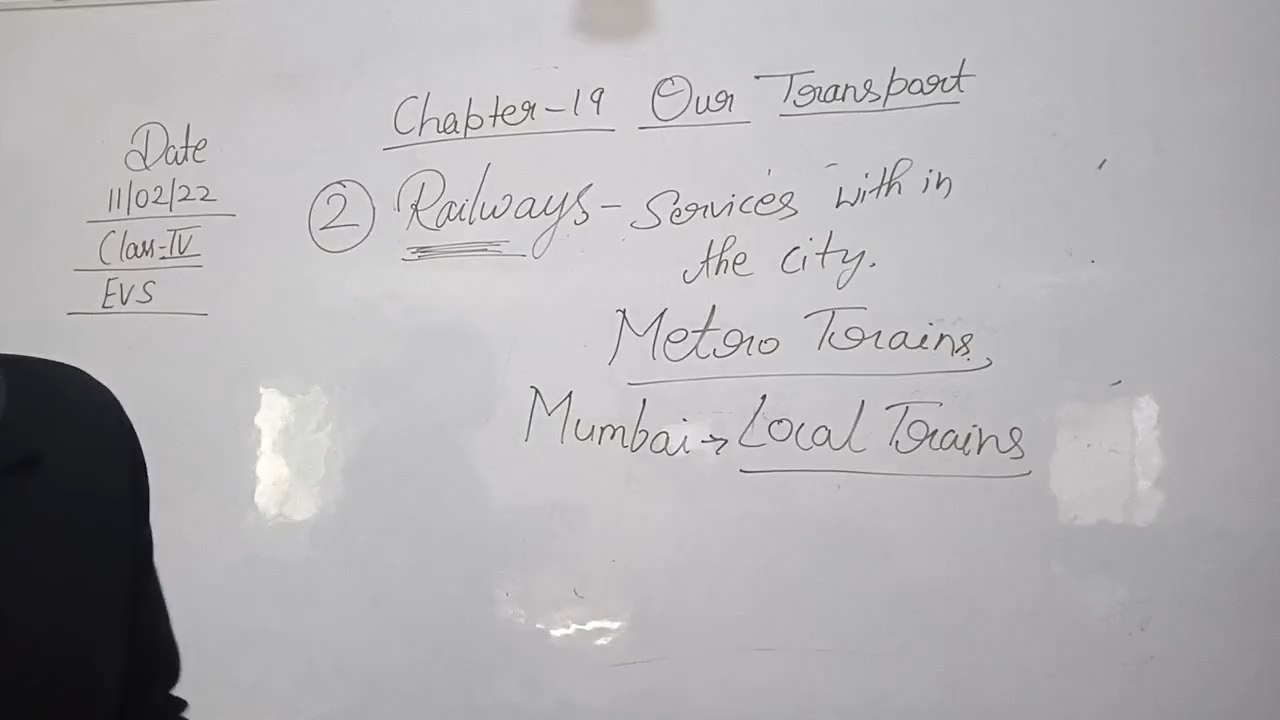 Chapter-19 Our Transport
Date
11/02/22
Class-IV
EVS
2 Railways - Services with in
the city.
Metro Trains,
Mumbai → Local Trains